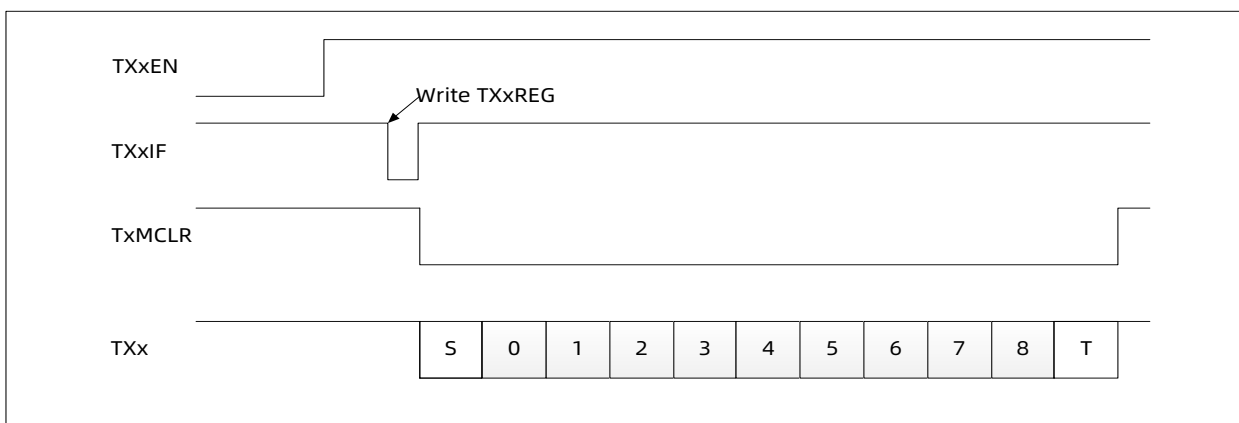 TXxEN
Write TXxREG
TXxIF
TxMCLR
TXx S 0 1 2 3 4 5 6 7 8 T